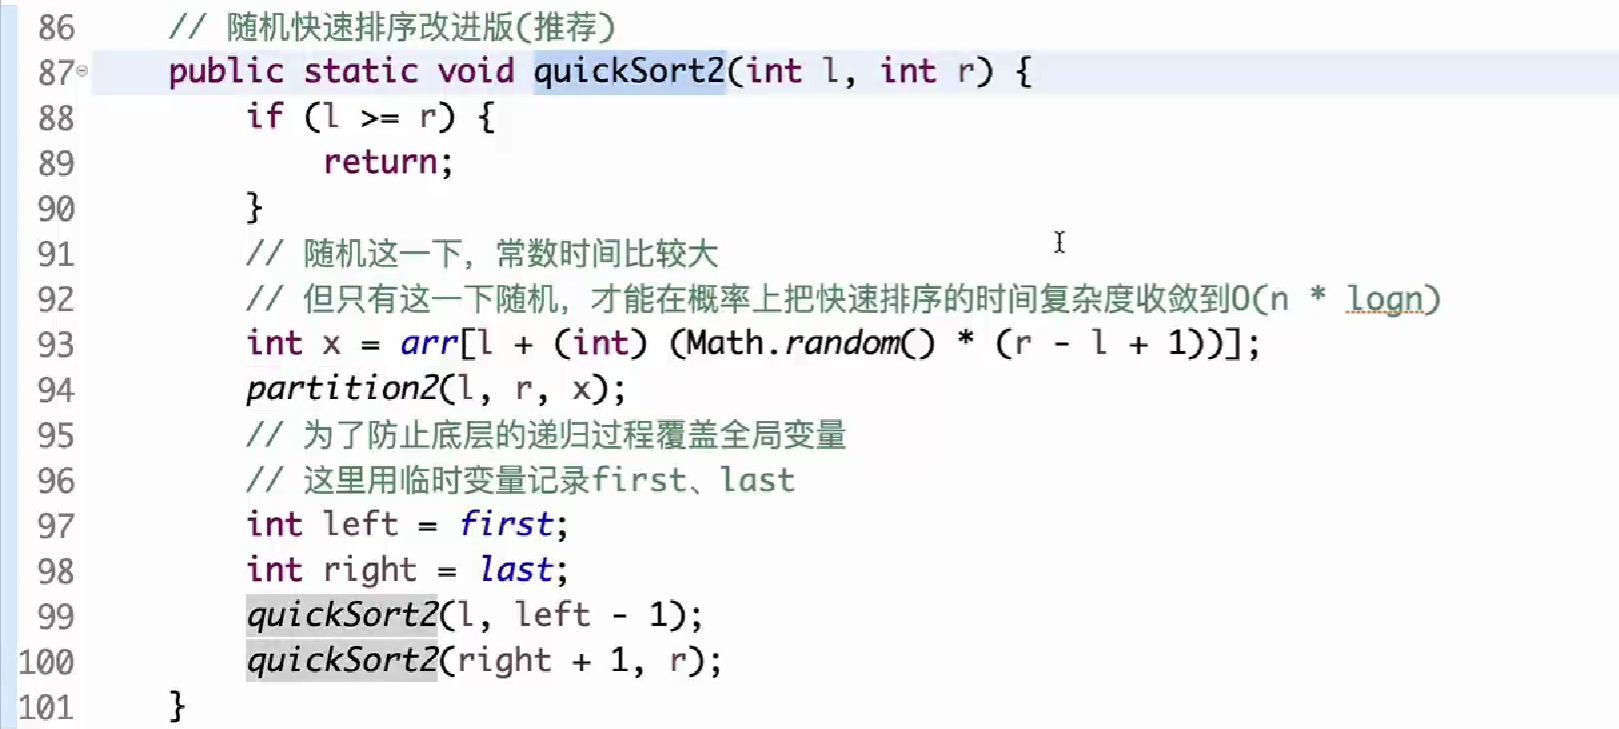 86 // 随机快速排序改进版(推荐)
87 public static void quickSort2(int l, int r) {
88 if (l >= r) {
89 return;
90 }
91 // 随机这一下，常数时间比较大
92 // 但只有这一下随机，才能在概率上把快速排序的时间复杂度收敛到O(n * logn)
93 int x = arr[l + (int) (Math.random() * (r - l + 1))];
94 partition2(l, r, x);
95 // 为了防止底层的递归过程覆盖全局变量
96 // 这里用临时变量记录first、last
97 int left = first;
98 int right = last;
99 quickSort2(l, left - 1);
100 quickSort2(right + 1, r);
101 }